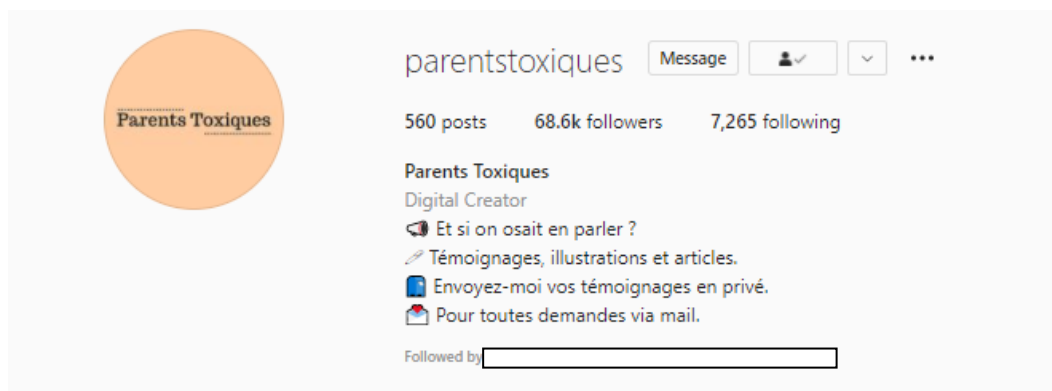 Parents Toxiques
parentstoxiques Message
560 posts 68.6k followers 7,265 following
Parents Toxiques
Digital Creator
Et si on osait en parler ?
Témoignages, illustrations et articles.
Envoyez-moi vos témoignages en privé.
Pour toutes demandes via mail.
Followed by